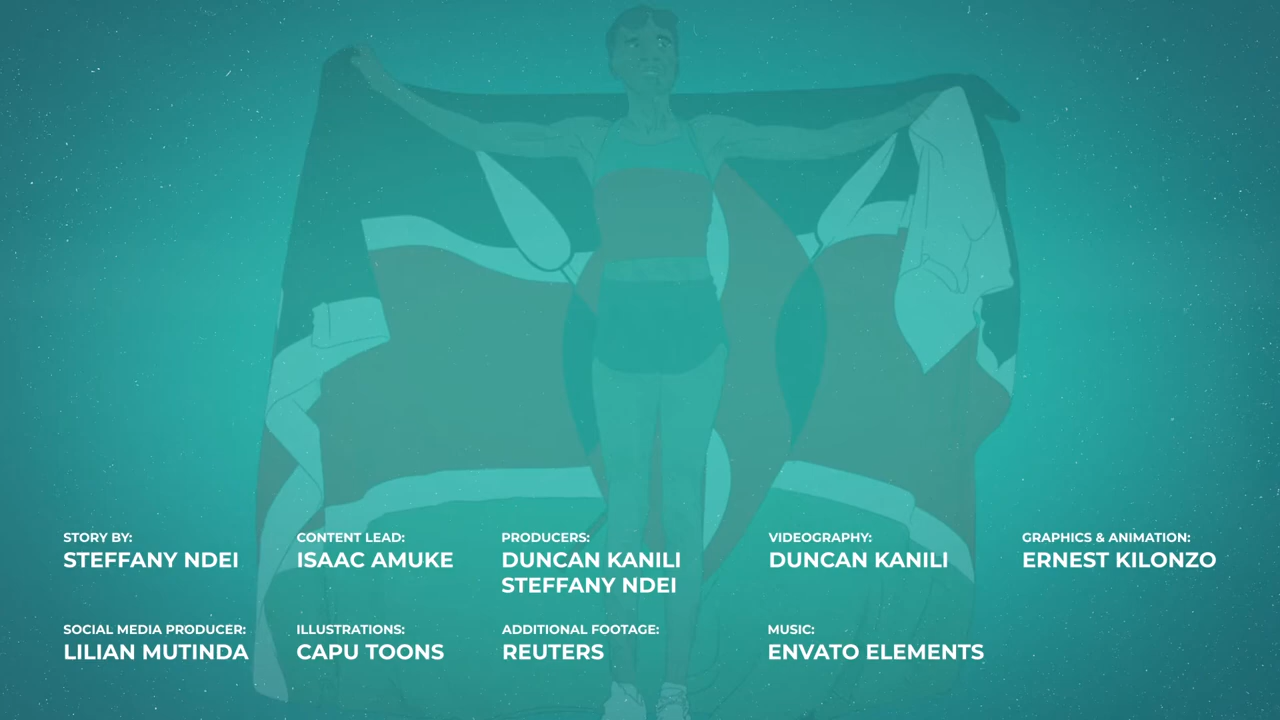 STORY BY:
STEFFANY NDEI
CONTENT LEAD:
ISAAC AMUKE
PRODUCERS:
DUNCAN KANILI
STEFFANY NDEI
VIDEOGRAPHY:
DUNCAN KANILI
GRAPHICS & ANIMATION:
ERNEST KILONZO
SOCIAL MEDIA PRODUCER:
LILIAN MUTINDA
ILLUSTRATIONS:
CAPU TOONS
ADDITIONAL FOOTAGE:
REUTERS
MUSIC:
ENVATO ELEMENTS